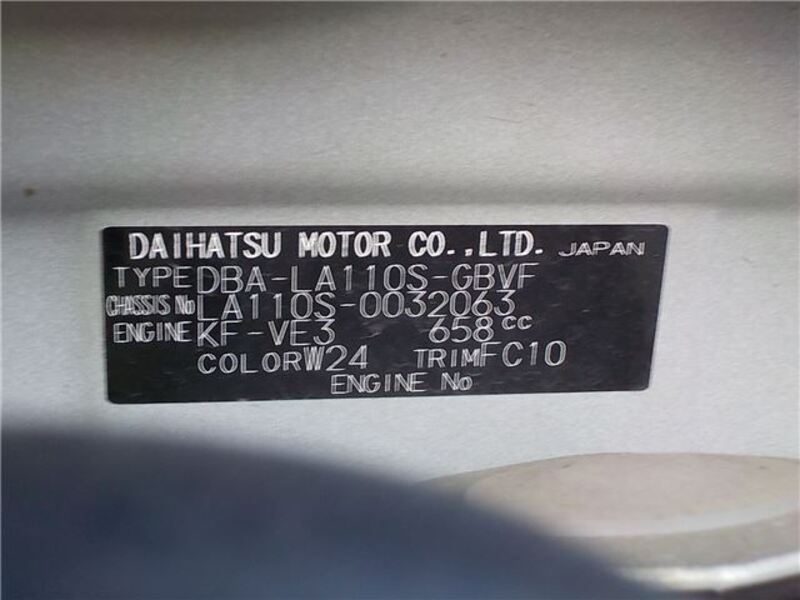 DAIHATSU MOTOR CO.,LTD. JAPAN
TYPE DBA-LA110S-GBVF
CHASSIS No LA110S-0032063
ENGINE KF-VE3 658cc
COLOR W24 TRIM FC10
ENGINE No